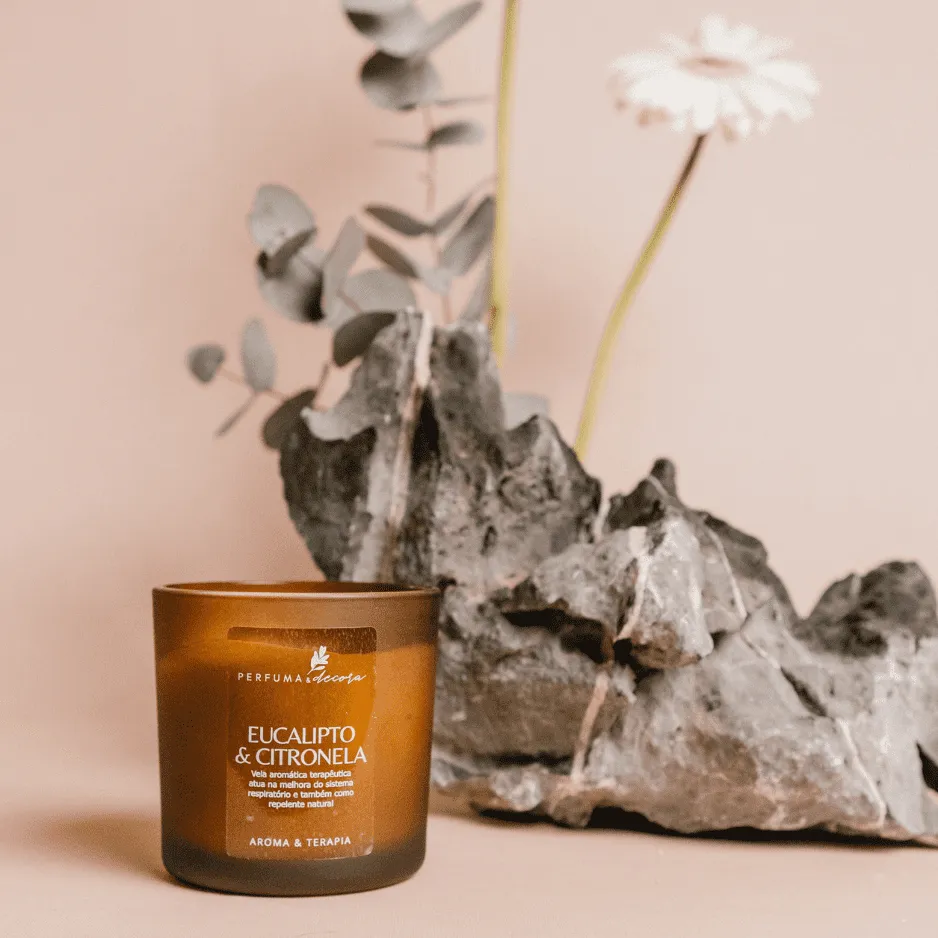 PERFUMA & decora
EUCALIPTO
& CITRONELA
Vela aromática terapêutica
atua na melhora do sistema
respiratório e também como
repelente natural
AROMA & TERAPIA